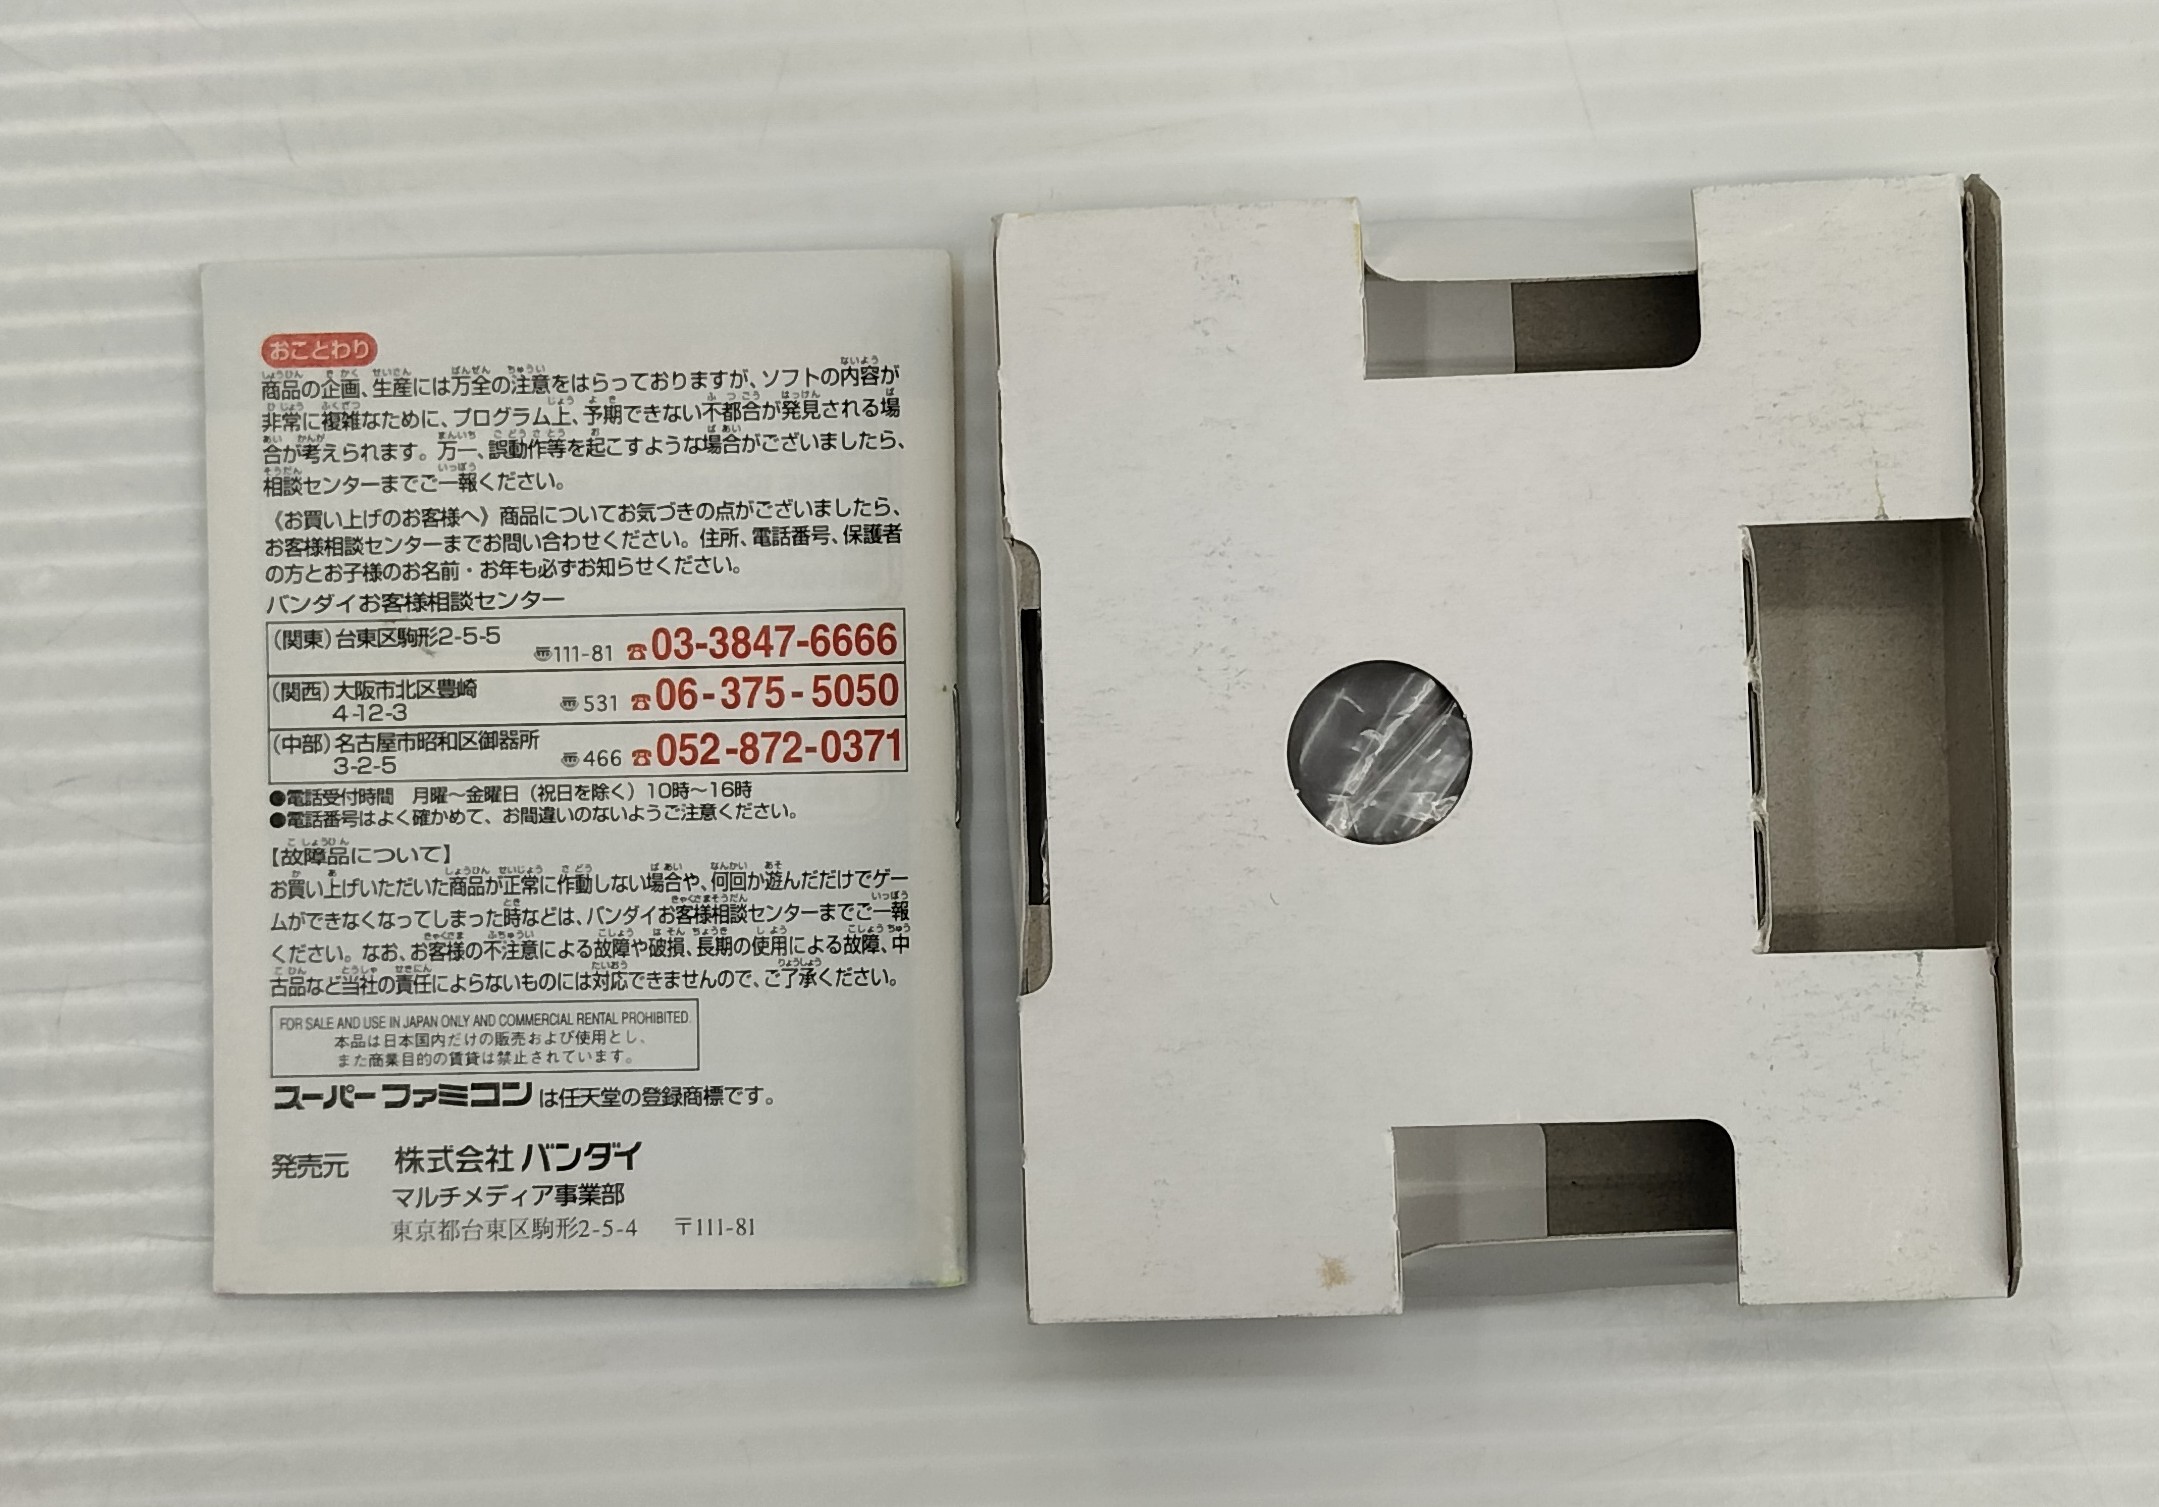 おことわり
商品の企画、生産には万全の注意をはらっておりますが、ソフトの内容が
非常に複雑なために、プログラム上、予期できない不都合が発見される場
合が考えられます。万一、誤動作等を起こすような場合がございましたら、
相談センターまでご一報ください。
《お買い上げのお客様へ》商品についてお気づきの点がございましたら、
お客様相談センターまでお問い合わせください。住所、電話番号、保護者
の方とお子様のお名前・お年も必ずお知らせください。
バンダイお客様相談センター
(関東)台東区駒形2-5-5 〠111-81 ☎03-3847-6666
(関西)大阪市北区豊崎
4-12-3 〠531 ☎06-375-5050
(中部)名古屋市昭和区御器所
3-2-5 〠466 ☎052-872-0371
●電話受付時間 月曜〜金曜日(祝日を除く)10時〜16時
●電話番号はよく確かめて、お間違いのないようご注意ください。
【故障品について】
お買い上げいただいた商品が正常に作動しない場合や、何回か遊んだだけでゲー
ムができなくなってしまった時などは、バンダイお客様相談センターまでご一報
ください。なお、お客様の不注意による故障や破損、長期の使用による故障、中
古品など当社の責任によらないものには対応できませんので、ご了承ください。
FOR SALE AND USE IN JAPAN ONLY AND COMMERCIAL RENTAL PROHIBITED.
本品は日本国内だけの販売および使用とし、
また商業目的の賃貸は禁止されています。
スーパーファミコンは任天堂の登録商標です。
発売元 株式会社バンダイ
マルチメディア事業部
東京都台東区駒形2-5-4 〒111-81